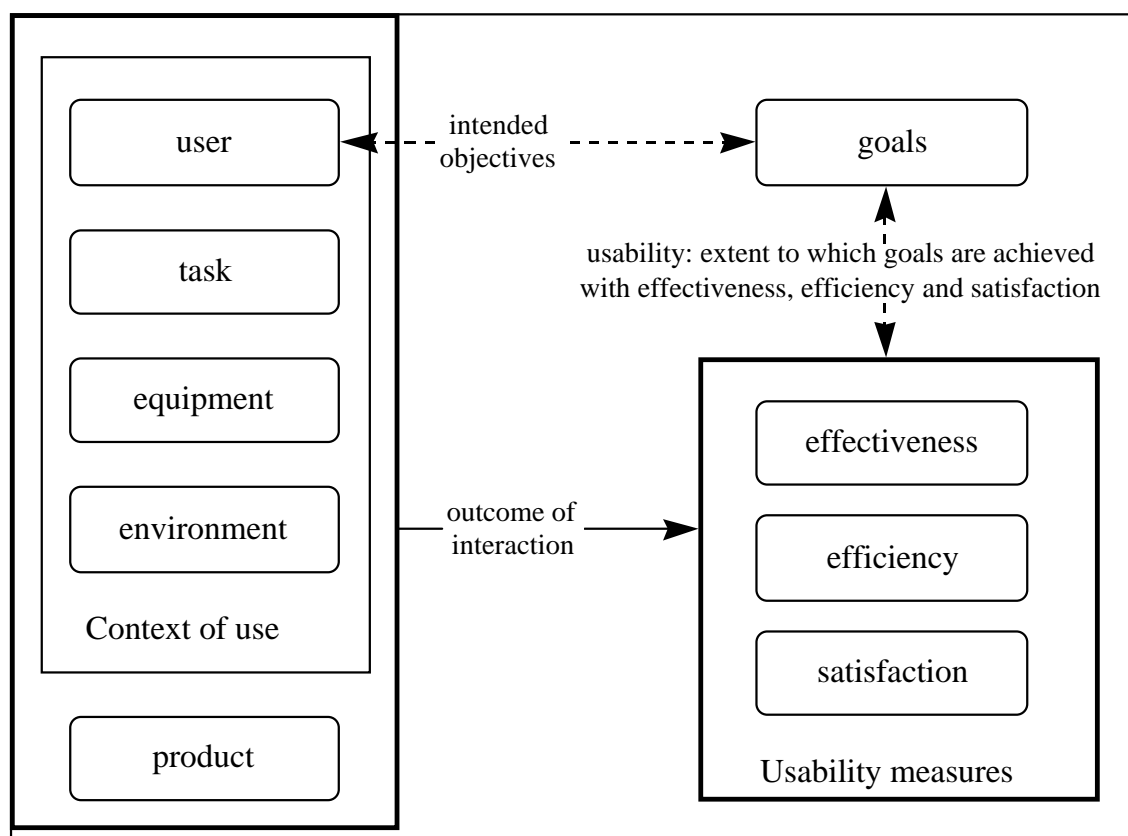 user
task
equipment
environment
Context of use
product
intended
objectives
outcome of
interaction
goals
usability: extent to which goals are achieved
with effectiveness, efficiency and satisfaction
effectiveness
efficiency
satisfaction
Usability measures